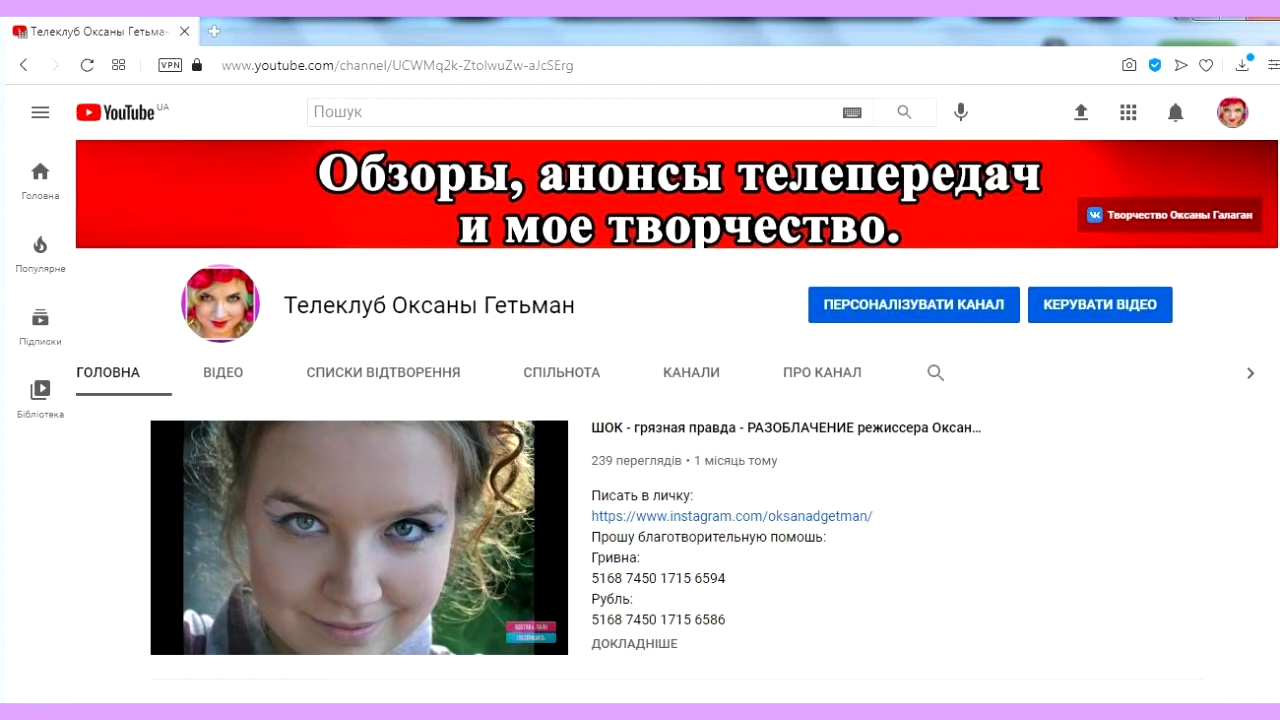 Телеклуб Оксаны Гетьма
VPN
www.youtube.com/channel/UCWMq2k-ZtolwuZw-aJcSErg
YouTube UA
Пошук
Обзоры, анонсы телепередач
и мое творчество.
Творчество Оксаны Галаган
Головна
Популярне
Підписки
Бібліотека
Телеклуб Оксаны Гетьман
ПЕРСОНАЛІЗУВАТИ КАНАЛ
КЕРУВАТИ ВІДЕО
ГОЛОВНА
ВІДЕО
СПИСКИ ВІДТВОРЕННЯ
СПІЛЬНОТА
КАНАЛИ
ПРО КАНАЛ
ШОК - грязная правда - РАЗОБЛАЧЕНИЕ режиссера Оксан...
239 переглядів • 1 місяць тому
Писать в личку:
https://www.instagram.com/oksanadgetman/
Прошу благотворительную помошь:
Гривна:
5168 7450 1715 6594
Рубль:
5168 7450 1715 6586
ДОКЛАДНІШЕ